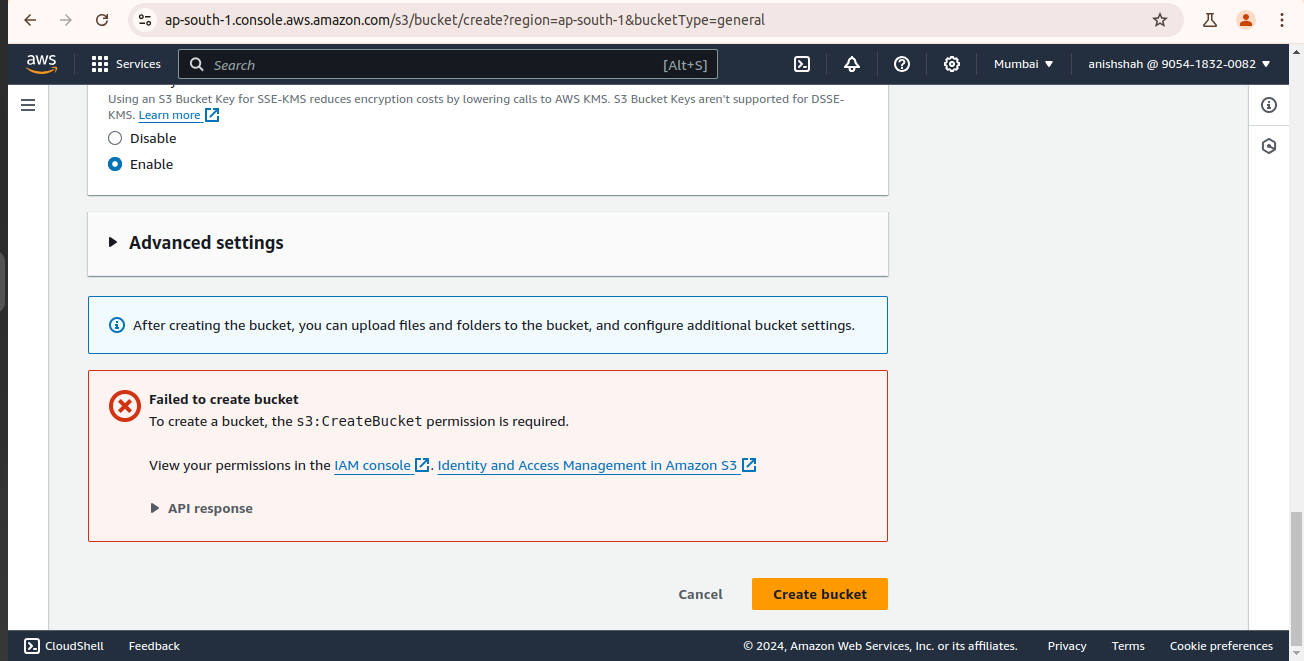 ap-south-1.console.aws.amazon.com/s3/bucket/create?region=ap-south-1&bucketType=general
aws
Services
Search
[Alt+S]
Mumbai
anishshah @ 9054-1832-0082
Using an S3 Bucket Key for SSE-KMS reduces encryption costs by lowering calls to AWS KMS. S3 Bucket Keys aren't supported for DSSE-
KMS. Learn more
Disable
Enable
Advanced settings
After creating the bucket, you can upload files and folders to the bucket, and configure additional bucket settings.
Failed to create bucket
To create a bucket, the s3:CreateBucket permission is required.
View your permissions in the IAM console. Identity and Access Management in Amazon S3
API response
Cancel
Create bucket
CloudShell
Feedback
© 2024, Amazon Web Services, Inc. or its affiliates.
Privacy
Terms
Cookie preferences